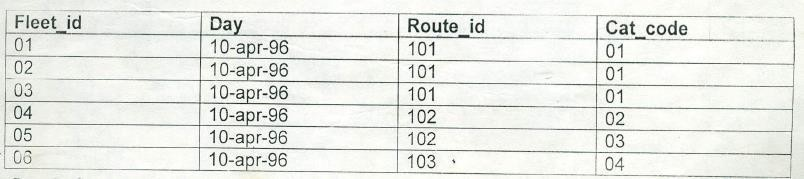 Fleet_id Day Route_id Cat_code
01 10-apr-96 101 01
02 10-apr-96 101 01
03 10-apr-96 101 01
04 10-apr-96 102 02
05 10-apr-96 102 03
06 10-apr-96 103 04